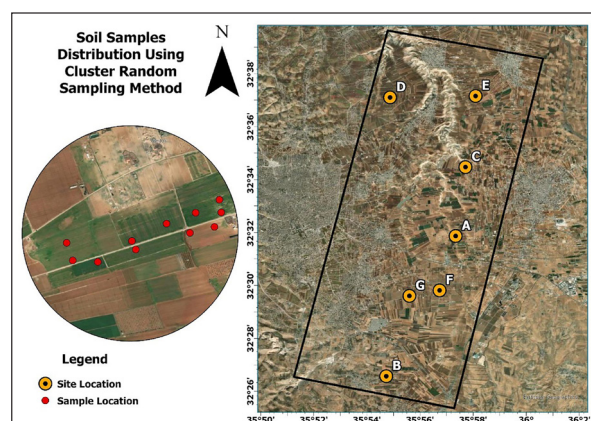 Soil Samples
Distribution Using
Cluster Random
Sampling Method
N
Legend
Site Location
Sample Location
32°38'
32°36'
32°34'
32°32'
32°30'
32°28'
32°26'
D
E
C
A
F
G
B
35°50'
35°52'
35°54'
35°56'
35°58'
36°
36°2'